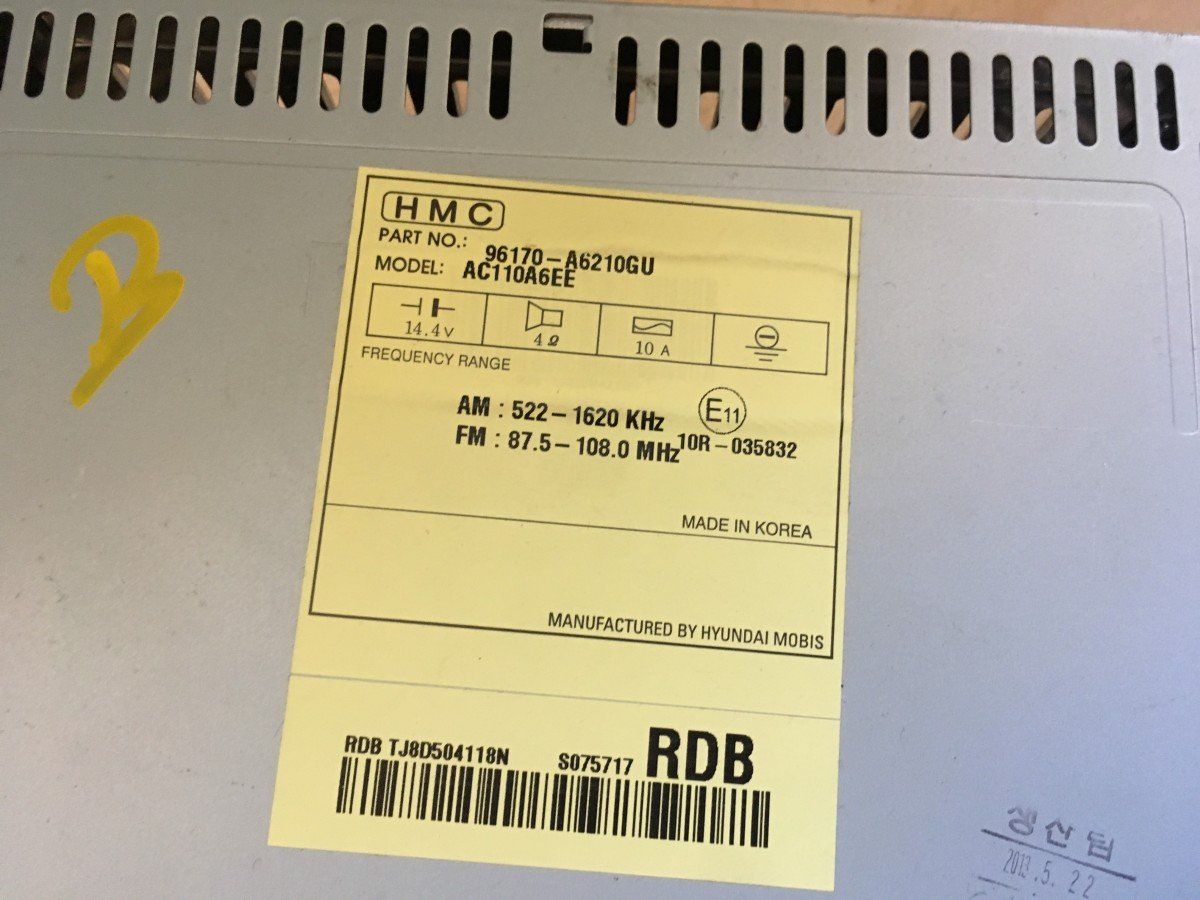 B
HMC
PART NO.: 96170-A6210GU
MODEL: AC110A6EE
14.4V 4Ω 10 A
FREQUENCY RANGE
AM : 522-1620 KHz E11
FM : 87.5-108.0 MHz 10R-035832
MADE IN KOREA
MANUFACTURED BY HYUNDAI MOBIS
RDB TJ8D504118N S075717 RDB
생산팀
2013.5.22